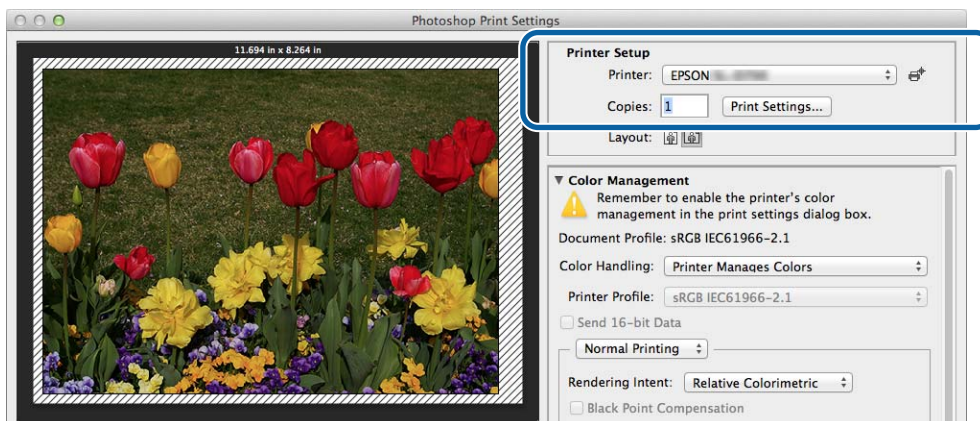 Photoshop Print Settings
11.694 in x 8.264 in
Printer Setup
Printer: EPSON
Copies: 1 Print Settings...
Layout:
Color Management
Remember to enable the printer's color
management in the print settings dialog box.
Document Profile: sRGB IEC61966-2.1
Color Handling: Printer Manages Colors
Printer Profile: sRGB IEC61966-2.1
Send 16-bit Data
Normal Printing
Rendering Intent: Relative Colorimetric
Black Point Compensation